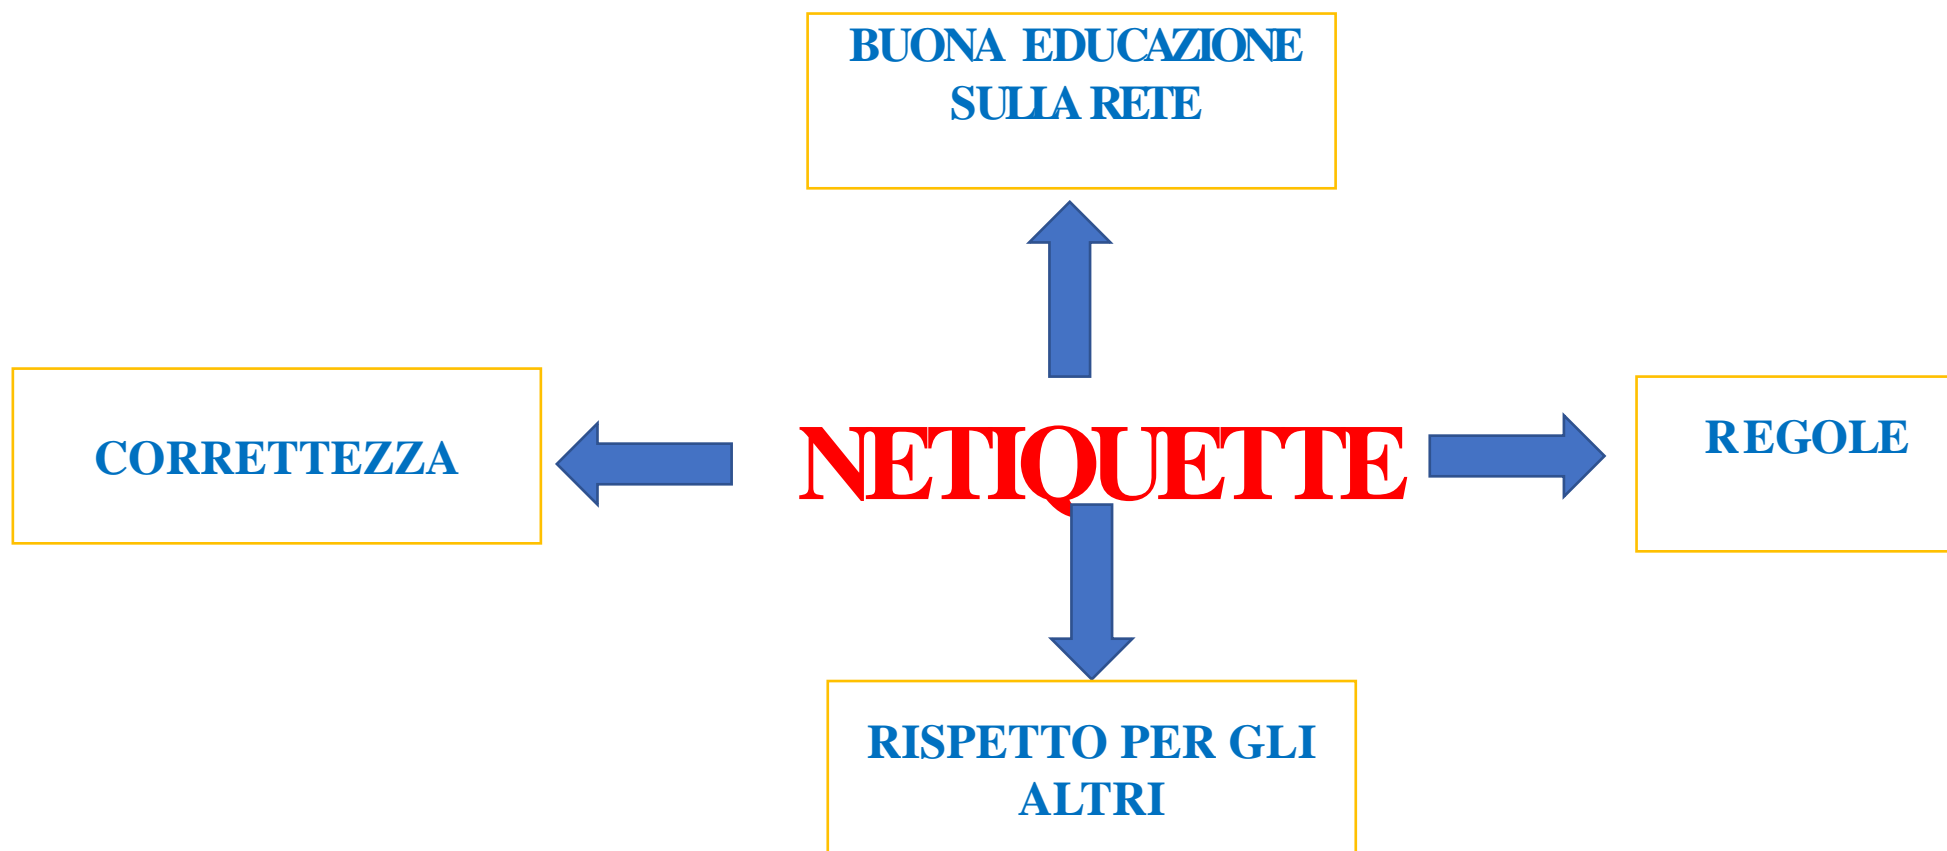 BUONA EDUCAZIONE
SULLA RETE
CORRETTEZZA
NETIQUETTE
REGOLE
RISPETTO PER GLI
ALTRI